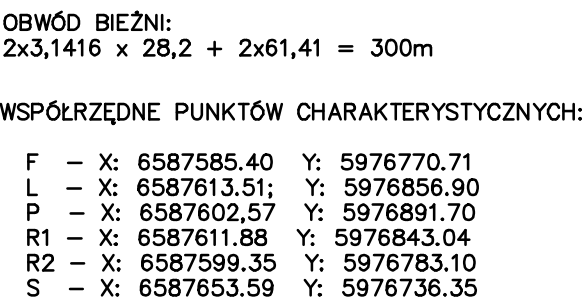 OBWÓD BIEŻNI:
2x3,1416 x 28,2 + 2x61,41 = 300m
WSPÓŁRZĘDNE PUNKTÓW CHARAKTERYSTYCZNYCH:
F – X: 6587585.40 Y: 5976770.71
L – X: 6587613.51; Y: 5976856.90
P – X: 6587602,57 Y: 5976891.70
R1 – X: 6587611.88 Y: 5976843.04
R2 – X: 6587599.35 Y: 5976783.10
S – X: 6587653.59 Y: 5976736.35